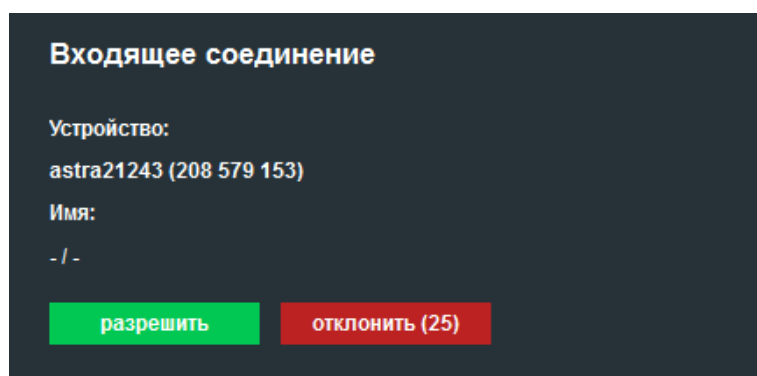 Входящее соединение
Устройство:
astra21243 (208 579 153)
Имя:
- / -
разрешить отклонить (25)